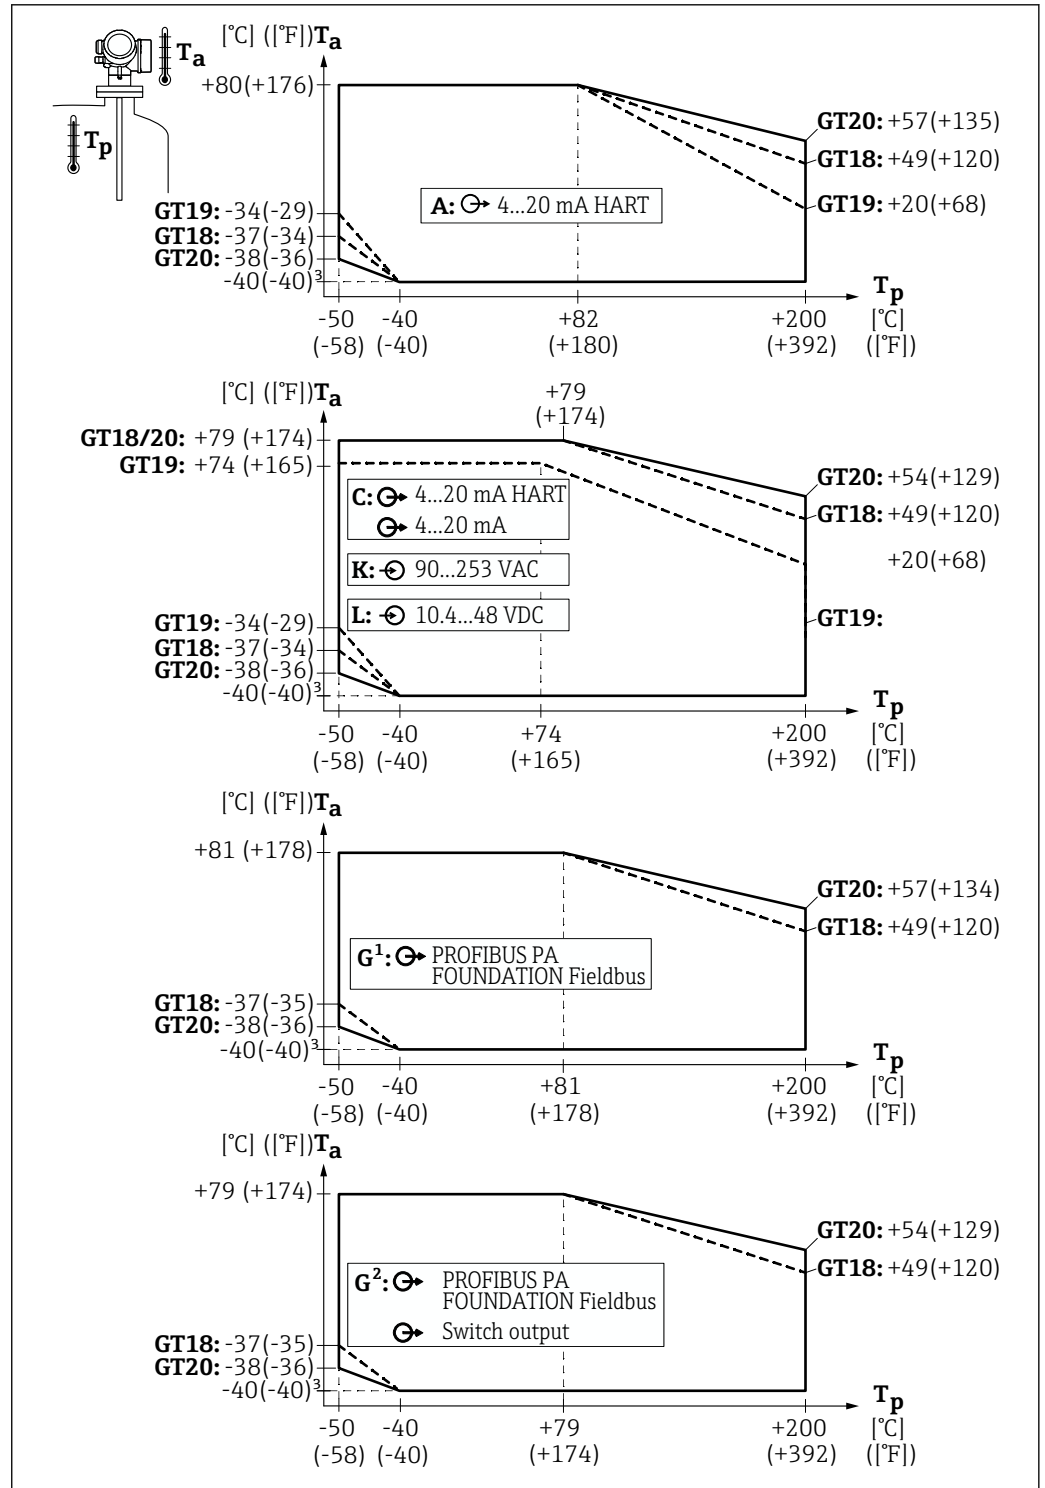 [°C] ([°F])Ta
Ta
Tp
+80(+176)
GT20: +57(+135)
GT18: +49(+120)
GT19: +20(+68)
A: 4...20 mA HART
GT19: -34(-29)
GT18: -37(-34)
GT20: -38(-36)
-40(-40)³
Tp
-50 -40 +82 +200 [°C]
(-58) (-40) (+180) (+392) ([°F])
[°C] ([°F])Ta
+79
(+174)
GT18/20: +79 (+174)
GT19: +74 (+165)
GT20: +54(+129)
GT18: +49(+120)
+20(+68)
GT19:
C: 4...20 mA HART
4...20 mA
K: 90...253 VAC
L: 10.4...48 VDC
GT19: -34(-29)
GT18: -37(-34)
GT20: -38(-36)
-40(-40)³
Tp
-50 -40 +74 +200 [°C]
(-58) (-40) (+165) (+392) ([°F])
[°C] ([°F])Ta
+81 (+178)
GT20: +57(+134)
GT18: +49(+120)
G¹: PROFIBUS PA
FOUNDATION Fieldbus
GT18: -37(-35)
GT20: -38(-36)
-40(-40)³
Tp
-50 -40 +81 +200 [°C]
(-58) (-40) (+178) (+392) ([°F])
[°C] ([°F])Ta
+79 (+174)
GT20: +54(+129)
GT18: +49(+120)
G²: PROFIBUS PA
FOUNDATION Fieldbus
Switch output
GT18: -37(-35)
GT20: -38(-36)
-40(-40)³
Tp
-50 -40 +79 +200 [°C]
(-58) (-40) (+174) (+392) ([°F])